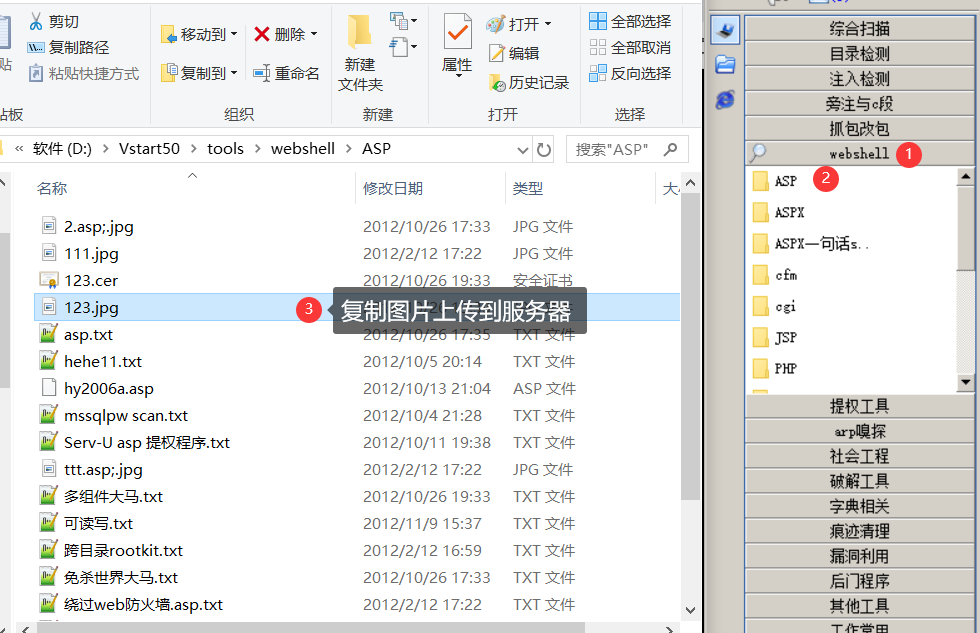 剪切
复制路径
粘贴快捷方式
贴
贴板
移动到
复制到
删除
重命名
组织
新建
文件夹
新建
属性
打开
编辑
历史记录
打开
全部选择
全部取消
反向选择
选择
« 软件 (D:) > Vstart50 > tools > webshell > ASP
搜索"ASP"
名称 修改日期 类型 大
2.asp;.jpg 2012/10/26 17:33 JPG 文件
111.jpg 2012/2/12 17:22 JPG 文件
123.cer 2012/10/26 19:33 安全证书
123.jpg
3 复制图片上传到服务器
asp.txt 2012/10/26 17:35 TXT 文件
hehe11.txt 2012/10/5 20:14 TXT 文件
hy2006a.asp 2012/10/13 21:04 ASP 文件
mssqlpw scan.txt 2012/10/4 21:28 TXT 文件
Serv-U asp 提权程序.txt 2012/10/11 19:38 TXT 文件
ttt.asp;.jpg 2012/2/12 17:22 JPG 文件
多组件大马.txt 2012/10/26 19:33 TXT 文件
可读写.txt 2012/11/9 15:37 TXT 文件
跨目录rootkit.txt 2012/2/12 16:59 TXT 文件
免杀世界大马.txt 2012/10/26 17:33 TXT 文件
绕过web防火墙.asp.txt 2012/2/12 17:22 TXT 文件
综合扫描
目录检测
注入检测
旁注与c段
抓包改包
webshell 1
ASP 2
ASPX
ASPX一句话s..
cfm
cgi
JSP
PHP
提权工具
arp嗅探
社会工程
破解工具
字典相关
痕迹清理
漏洞利用
后门程序
其他工具
工作常用